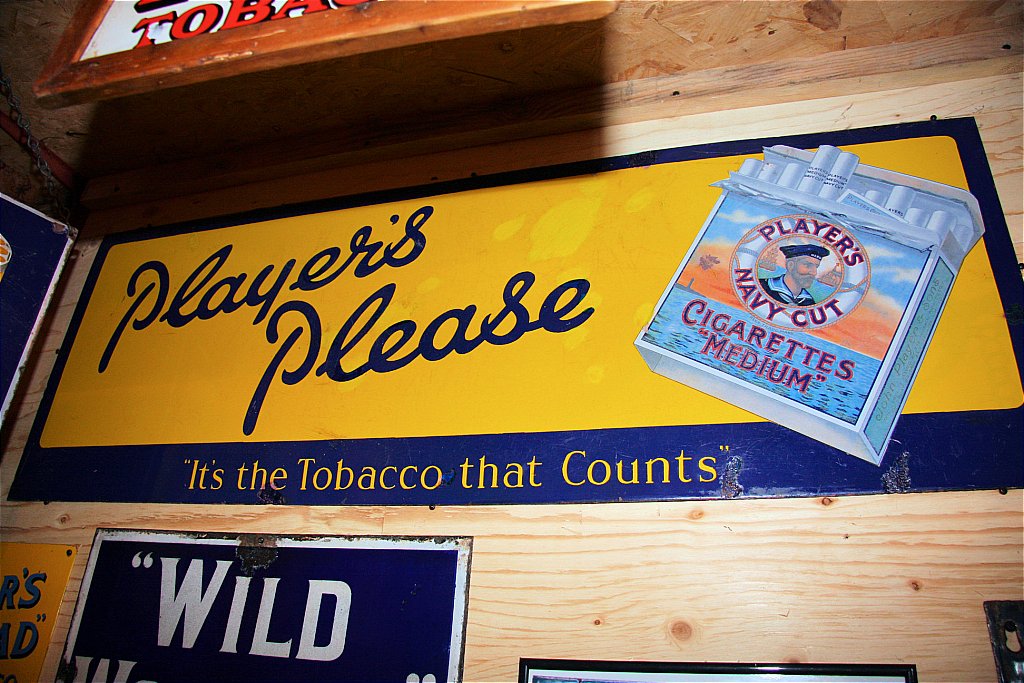 TOBAC
Player's
Please
PLAYER'S
NAVY CUT
CIGARETTES
"MEDIUM"
"It's the Tobacco that Counts"
"WILD
R'S
AD"